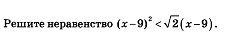 Решите неравенство (x−9)² < √2(x−9).